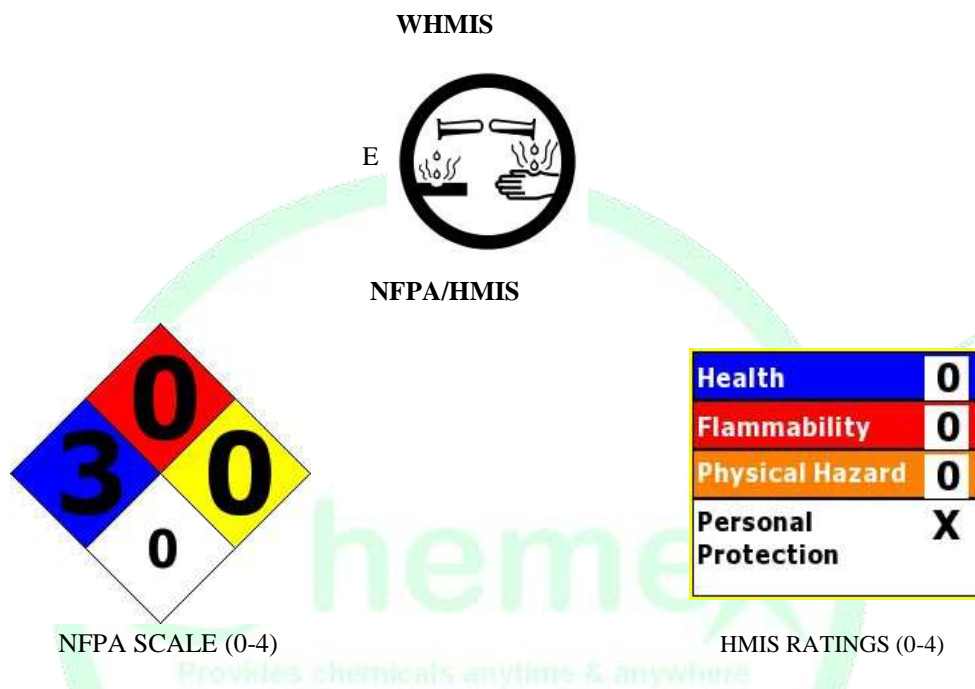 WHMIS
E
NFPA/HMIS
0
3 0
0
Health 0
Flammability 0
Physical Hazard 0
Personal X
Protection
heme
NFPA SCALE (0-4) HMIS RATINGS (0-4)
Provides chemicals anytime & anywhere